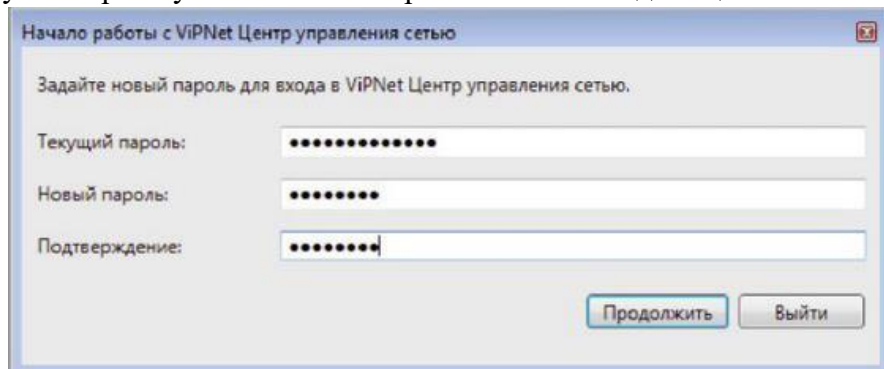 Начало работы с ViPNet Центр управления сетью
Задайте новый пароль для входа в ViPNet Центр управления сетью.
Текущий пароль: •••••••••••••
Новый пароль: ••••••••
Подтверждение: ••••••••
Продолжить Выйти